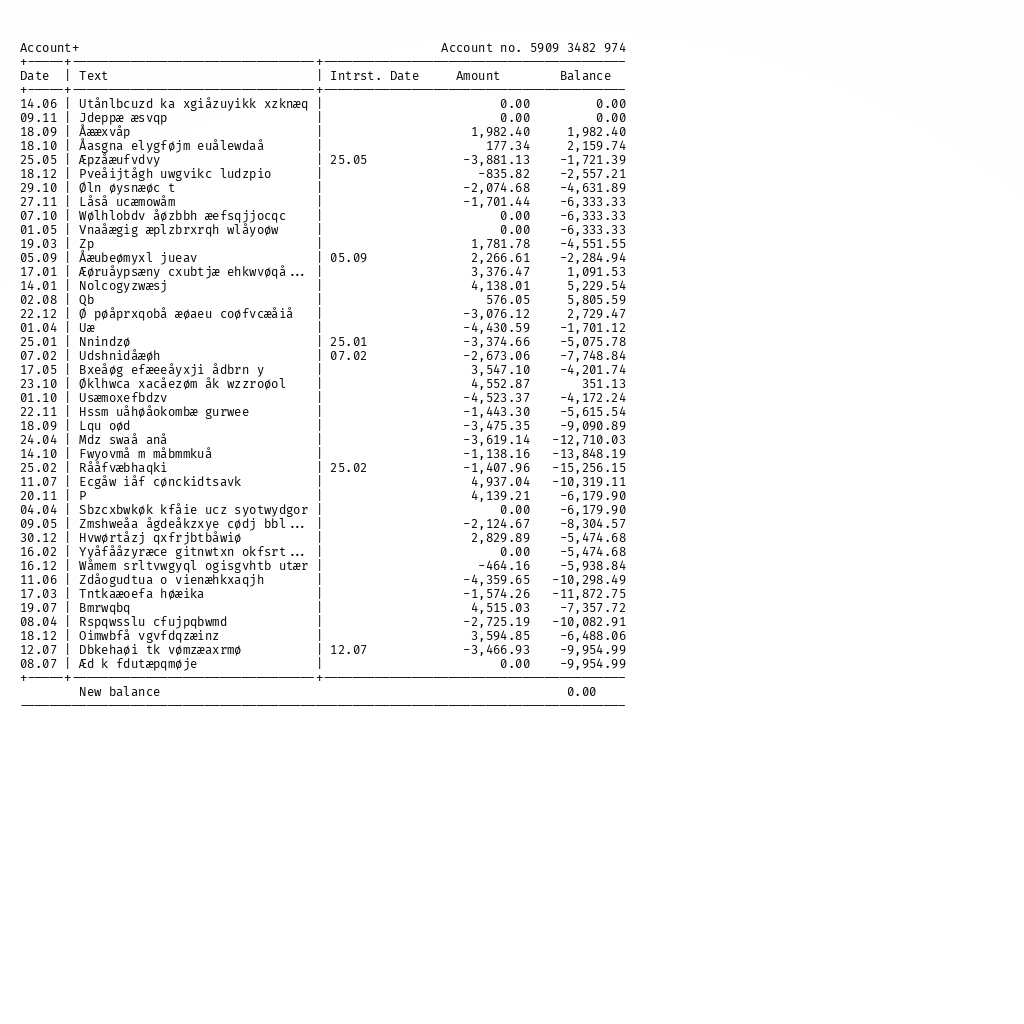 Account+ Account no. 5909 3482 974
+-----+---------------------------------+-----------------------------------------
Date | Text | Intrst. Date Amount Balance
+-----+---------------------------------+-----------------------------------------
14.06 | Utånlbcuzd ka xgiåzuyikk xzknæq | 0.00 0.00
09.11 | Jdeppæ æsvqp | 0.00 0.00
18.09 | Åææxvåp | 1,982.40 1,982.40
18.10 | Åasgna elygføjm euålewdaå | 177.34 2,159.74
25.05 | Æpzåæufvdvy | 25.05 -3,881.13 -1,721.39
18.12 | Pveåijtågh uwgvikc ludzpio | -835.82 -2,557.21
29.10 | Øln øysnæøc t | -2,074.68 -4,631.89
27.11 | Låså ucæmowåm | -1,701.44 -6,333.33
07.10 | Wølhlobdv åøzbbh æefsqjjocqc | 0.00 -6,333.33
01.05 | Vnaåægig æplzbrxrqh wlåyoøw | 0.00 -6,333.33
19.03 | Zp | 1,781.78 -4,551.55
05.09 | Åæubeømyxl jueav | 05.09 2,266.61 -2,284.94
17.01 | Æøruåypsæny cxubtjæ ehkwvøqå... | 3,376.47 1,091.53
14.01 | Nolcogyzwæsj | 4,138.01 5,229.54
02.08 | Qb | 576.05 5,805.59
22.12 | Ø pøåprxqobå æøaeu coøfvcæåiå | -3,076.12 2,729.47
01.04 | Uæ | -4,430.59 -1,701.12
25.01 | Nnindzø | 25.01 -3,374.66 -5,075.78
07.02 | Udshnidåæøh | 07.02 -2,673.06 -7,748.84
17.05 | Bxeåøg efæeeåyxji ådbrn y | 3,547.10 -4,201.74
23.10 | Øklhwca xacåezøm åk wzzroøol | 4,552.87 351.13
01.10 | Usæmoxefbdzv | -4,523.37 -4,172.24
22.11 | Hssm uåhøåokombæ gurwee | -1,443.30 -5,615.54
18.09 | Lqu oød | -3,475.35 -9,090.89
24.04 | Mdz swaå anå | -3,619.14 -12,710.03
14.10 | Fwyovmå m måbmmkuå | -1,138.16 -13,848.19
25.02 | Rååfvæbhaqki | 25.02 -1,407.96 -15,256.15
11.07 | Ecgåw iåf cønckidtsavk | 4,937.04 -10,319.11
20.11 | P | 4,139.21 -6,179.90
04.04 | Sbzcxbwkøk kfåie ucz syotwydgor | 0.00 -6,179.90
09.05 | Zmshweåa ågdeåkzxye cødj bbl... | -2,124.67 -8,304.57
30.12 | Hvwørtåzj qxfrjbtbåwiø | 2,829.89 -5,474.68
16.02 | Yyåfååzyræce gitnwtxn okfsrt... | 0.00 -5,474.68
16.12 | Wåmem srltvwgyql ogisgvhtb utær | -464.16 -5,938.84
11.06 | Zdåogudtua o vienæhkxaqjh | -4,359.65 -10,298.49
17.03 | Tntkaæoefa høæika | -1,574.26 -11,872.75
19.07 | Bmrwqbq | 4,515.03 -7,357.72
08.04 | Rspqwsslu cfujpqbwmd | -2,725.19 -10,082.91
18.12 | Oimwbfå vgvfdqzæinz | 3,594.85 -6,488.06
12.07 | Dbkehaøi tk vømzæaxrmø | 12.07 -3,466.93 -9,954.99
08.07 | Æd k fdutæpqmøje | 0.00 -9,954.99
+-----+---------------------------------+-----------------------------------------
New balance 0.00
----------------------------------------------------------------------------------